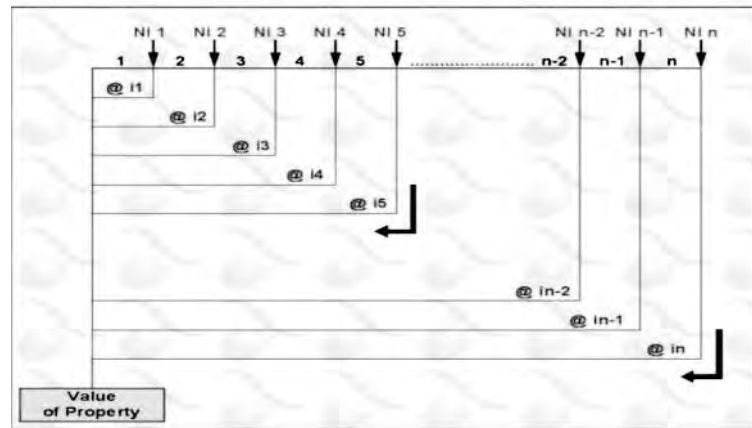 NI 1 NI 2 NI 3 NI 4 NI 5 NI n-2 NI n-1 NI n
1 2 3 4 5 ........................ n-2 n-1 n
@ i1
@ i2
@ i3
@ i4
@ i5
@ in-2
@ in-1
@ in
Value
of Property